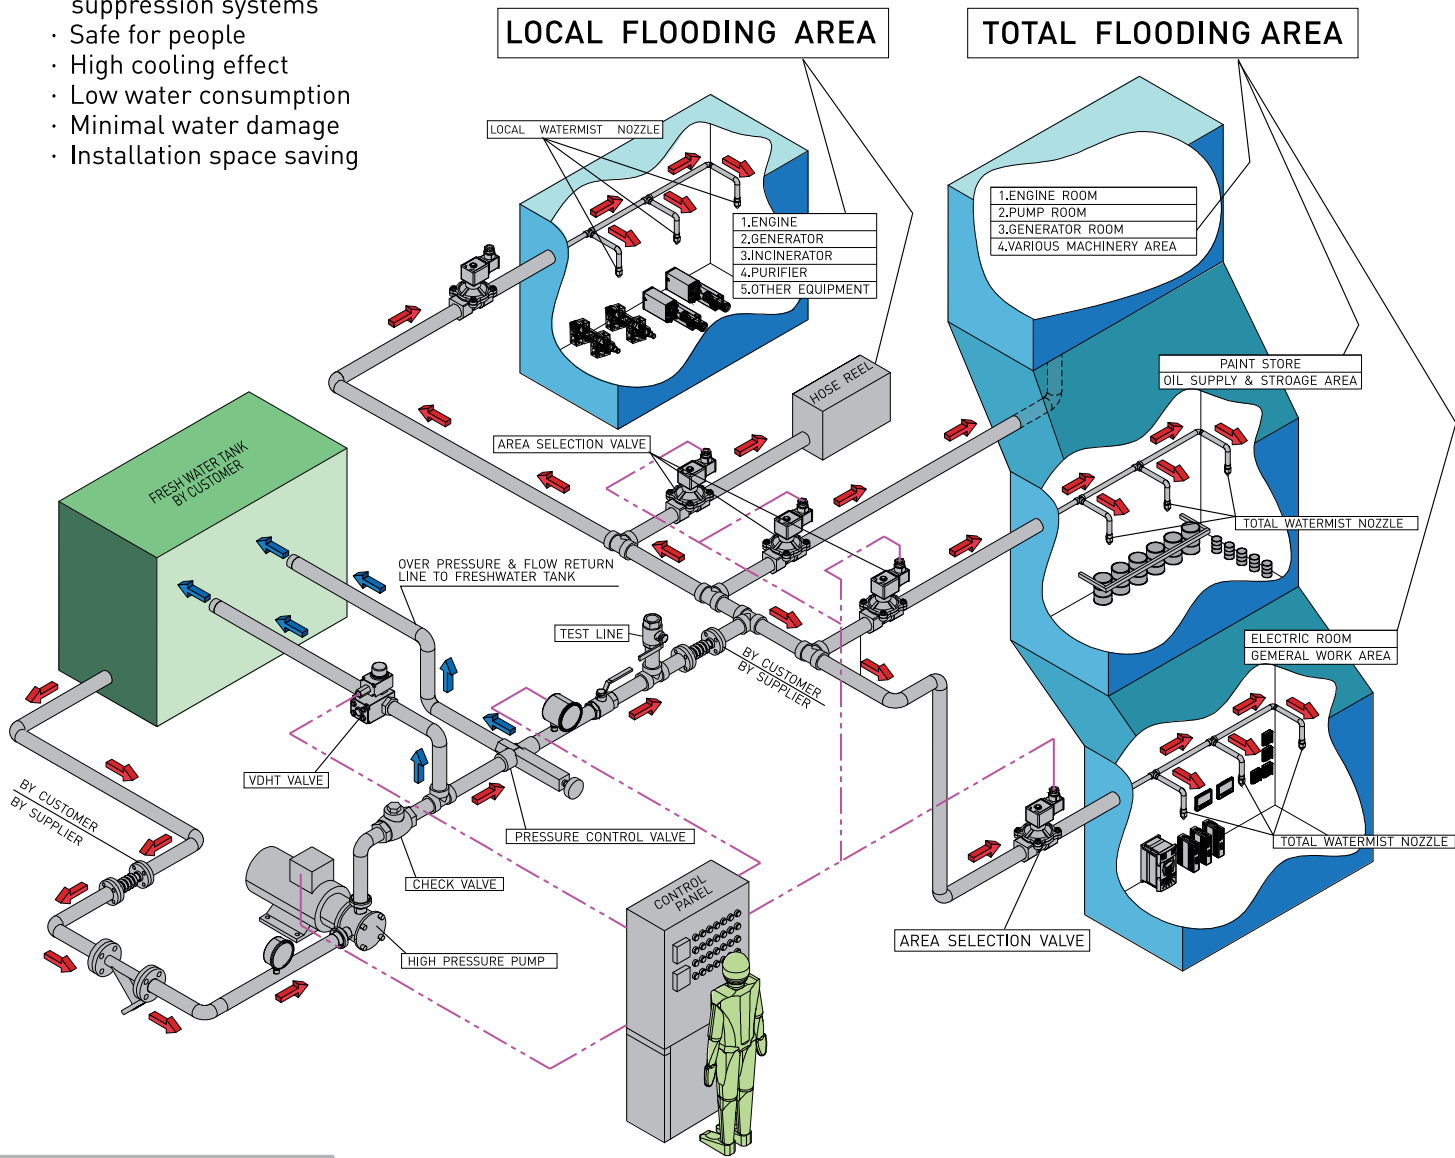 suppression systems
· Safe for people
· High cooling effect
· Low water consumption
· Minimal water damage
· Installation space saving
LOCAL FLOODING AREA
TOTAL FLOODING AREA
LOCAL WATERMIST NOZZLE
1.ENGINE
2.GENERATOR
3.INCINERATOR
4.PURIFIER
5.OTHER EQUIPMENT
1.ENGINE ROOM
2.PUMP ROOM
3.GENERATOR ROOM
4.VARIOUS MACHINERY AREA
HOSE REEL
PAINT STORE
OIL SUPPLY & STROAGE AREA
AREA SELECTION VALVE
FRESH WATER TANK
BY CUSTOMER
OVER PRESSURE & FLOW RETURN
LINE TO FRESHWATER TANK
TOTAL WATERMIST NOZZLE
TEST LINE
BY CUSTOMER
BY SUPPLIER
ELECTRIC ROOM
GEMERAL WORK AREA
VDHT VALVE
BY CUSTOMER
BY SUPPLIER
PRESSURE CONTROL VALVE
TOTAL WATERMIST NOZZLE
CHECK VALVE
CONTROL
PANEL
AREA SELECTION VALVE
HIGH PRESSURE PUMP